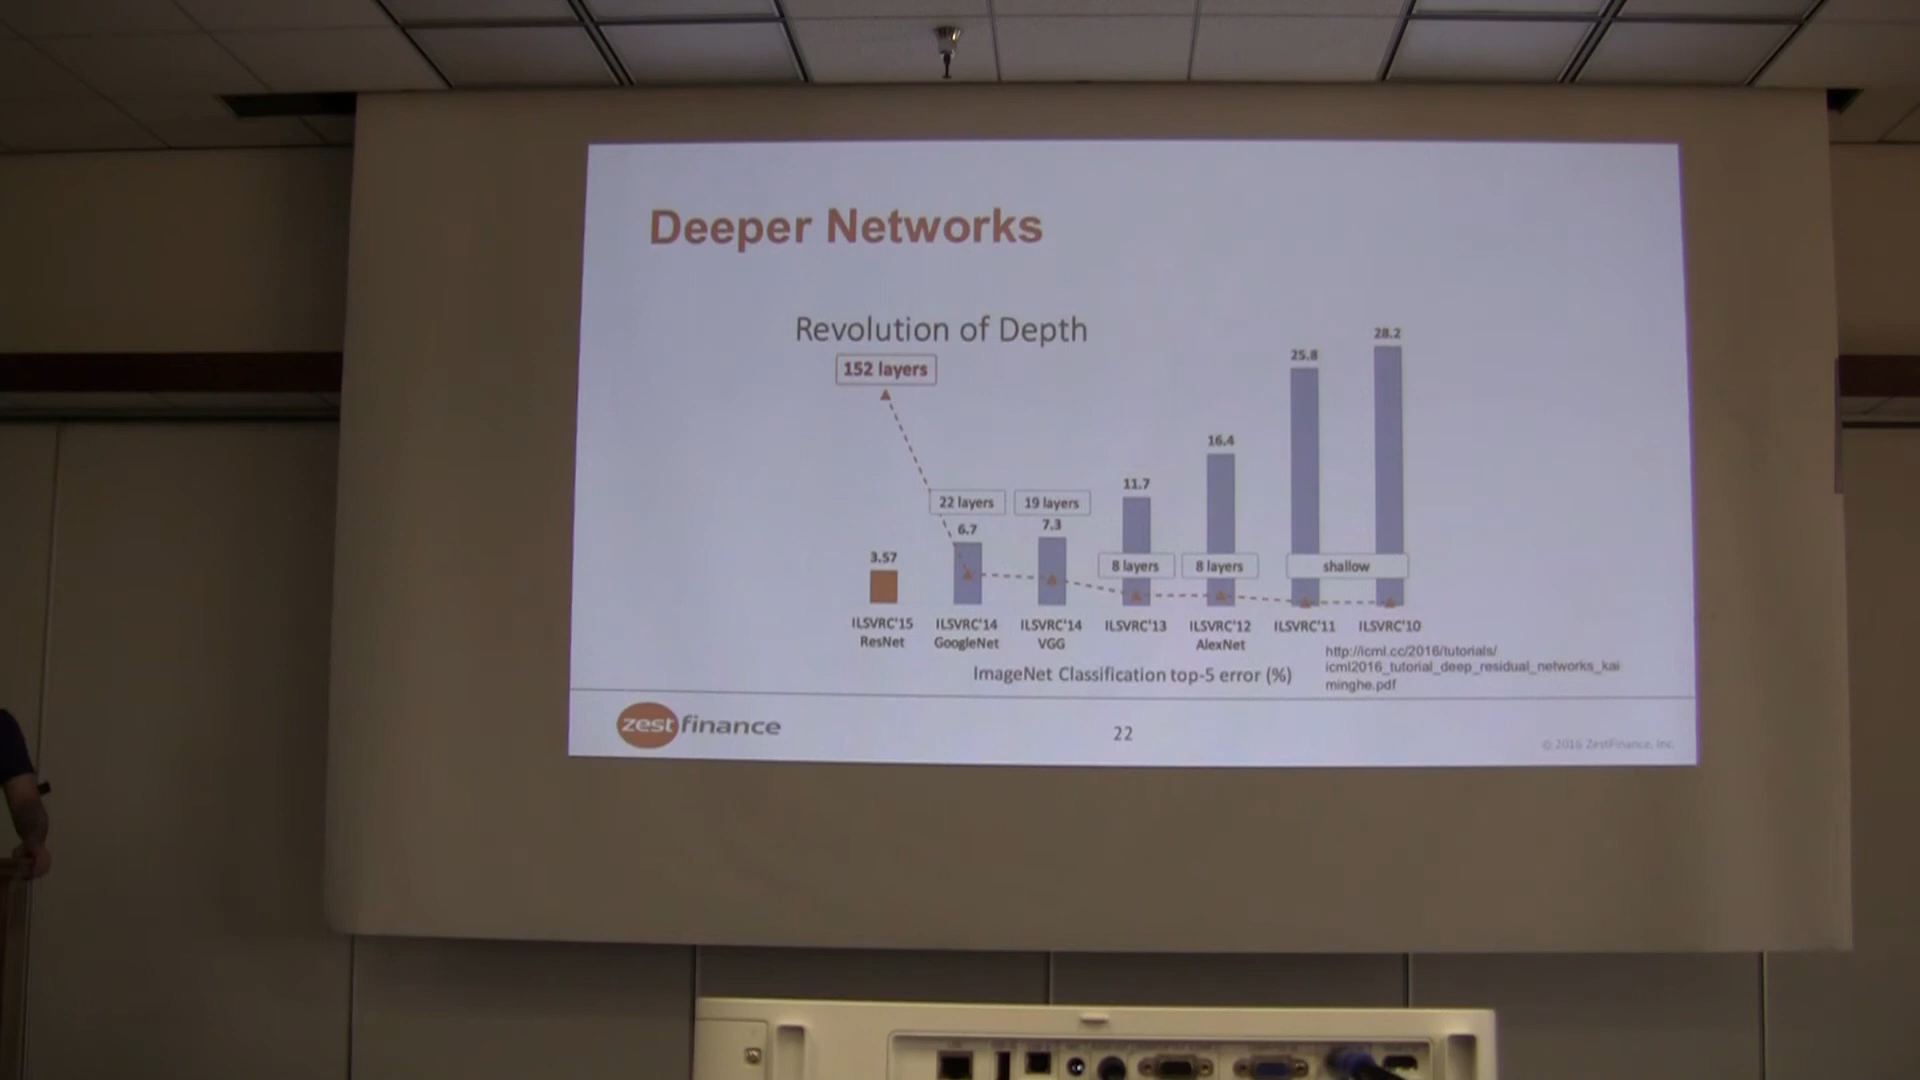 Deeper Networks
Revolution of Depth
152 layers
28.2
25.8
16.4
11.7
22 layers
19 layers
6.7
7.3
3.57
8 layers
8 layers
shallow
ILSVRC'15
ResNet
ILSVRC'14
GoogleNet
ILSVRC'14
VGG
ILSVRC'13
ILSVRC'12
AlexNet
ILSVRC'11
ILSVRC'10
ImageNet Classification top-5 error (%)
http://icml.cc/2016/tutorials/
icml2016_tutorial_deep_residual_networks_kai
minghe.pdf
zest finance
22
© 2016 ZestFinance, Inc.